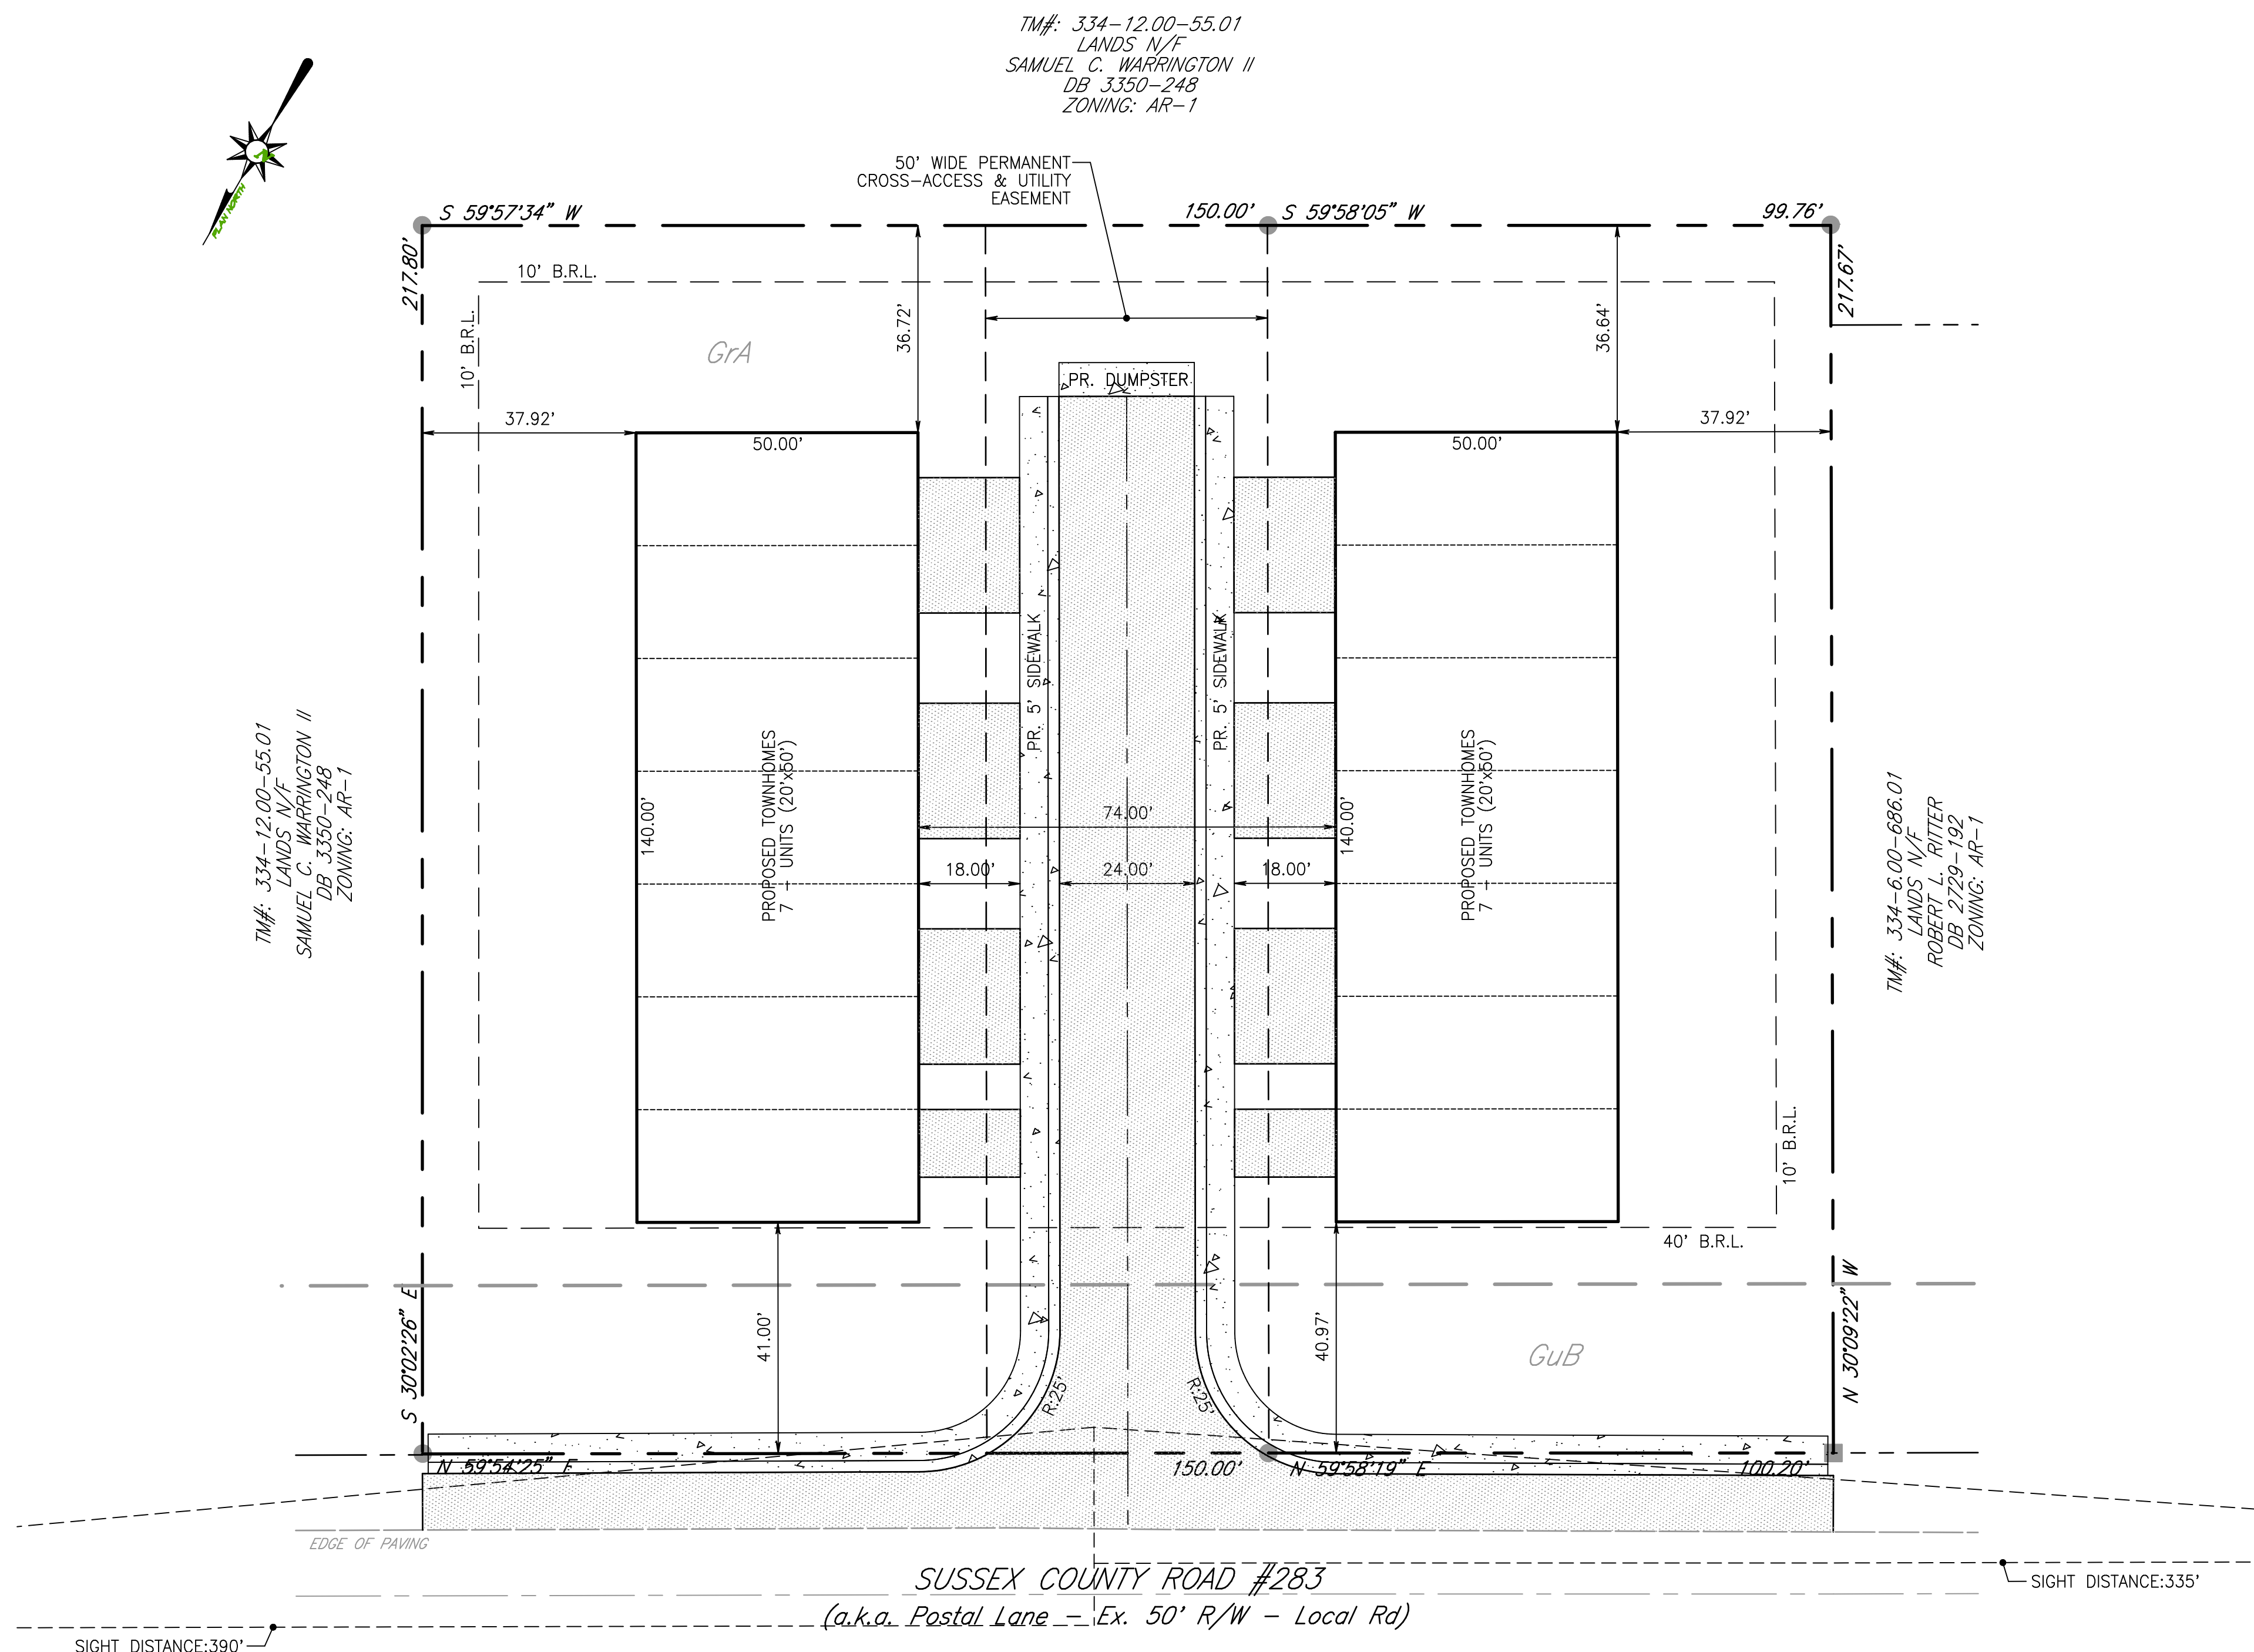 TM#: 334-12.00-55.01
LANDS N/F
SAMUEL C. WARRINGTON II
DB 3350-248
ZONING: AR-1
PLAN NORTH
50' WIDE PERMANENT
CROSS-ACCESS & UTILITY
EASEMENT
S 59°57'34" W
150.00'
S 59°58'05" W
99.76'
217.80'
217.67'
10' B.R.L.
10' B.R.L.
GrA
36.72'
36.64'
PR. DUMPSTER
37.92'
50.00'
50.00'
37.92'
PR. 5' SIDEWALK
PR. 5' SIDEWALK
TM#: 334-12.00-55.01
LANDS N/F
SAMUEL C. WARRINGTON II
DB 3350-248
ZONING: AR-1
140.00'
PROPOSED TOWNHOMES
7 - UNITS (20'x50')
74.00'
18.00'
24.00'
18.00'
140.00'
PROPOSED TOWNHOMES
7 - UNITS (20'x50')
TM#: 334-6.00-686.01
LANDS N/F
ROBERT L. RITTER
DB 2729-192
ZONING: AR-1
10' B.R.L.
40' B.R.L.
S 30°02'26" E
41.00'
40.97'
GuB
N 30°09'22" W
R:25'
R:25'
N 59°54'25" E
150.00'
N 59°58'19" E
100.20'
EDGE OF PAVING
SUSSEX COUNTY ROAD #283
(a.k.a. Postal Lane - Ex. 50' R/W - Local Rd)
SIGHT DISTANCE:335'
SIGHT DISTANCE:390'